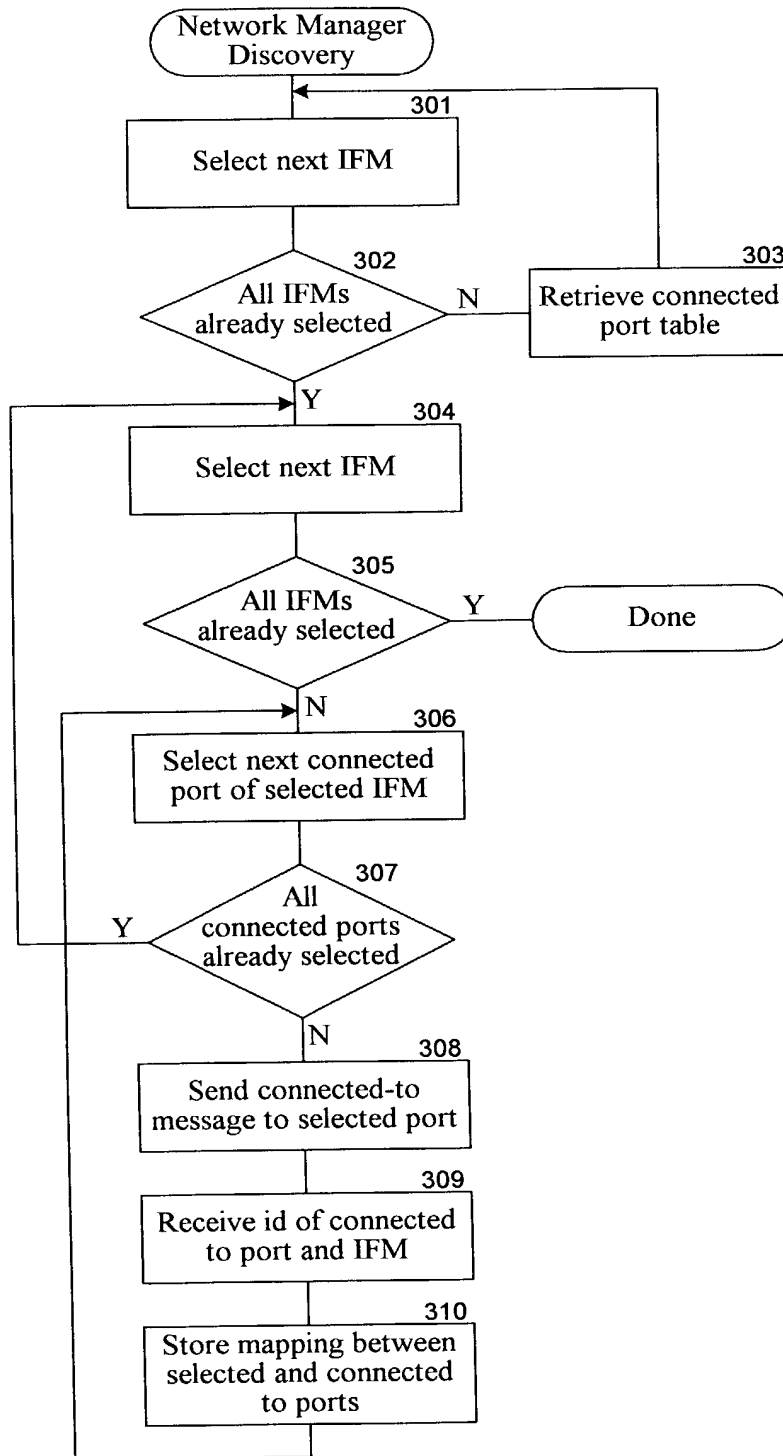 Network Manager
Discovery
301
Select next IFM
302
All IFMs
already selected
N
303
Retrieve connected
port table
Y
304
Select next IFM
305
All IFMs
already selected
Y
Done
N
306
Select next connected
port of selected IFM
307
All
connected ports
already selected
Y
N
308
Send connected-to
message to selected port
309
Receive id of connected
to port and IFM
310
Store mapping between
selected and connected
to ports